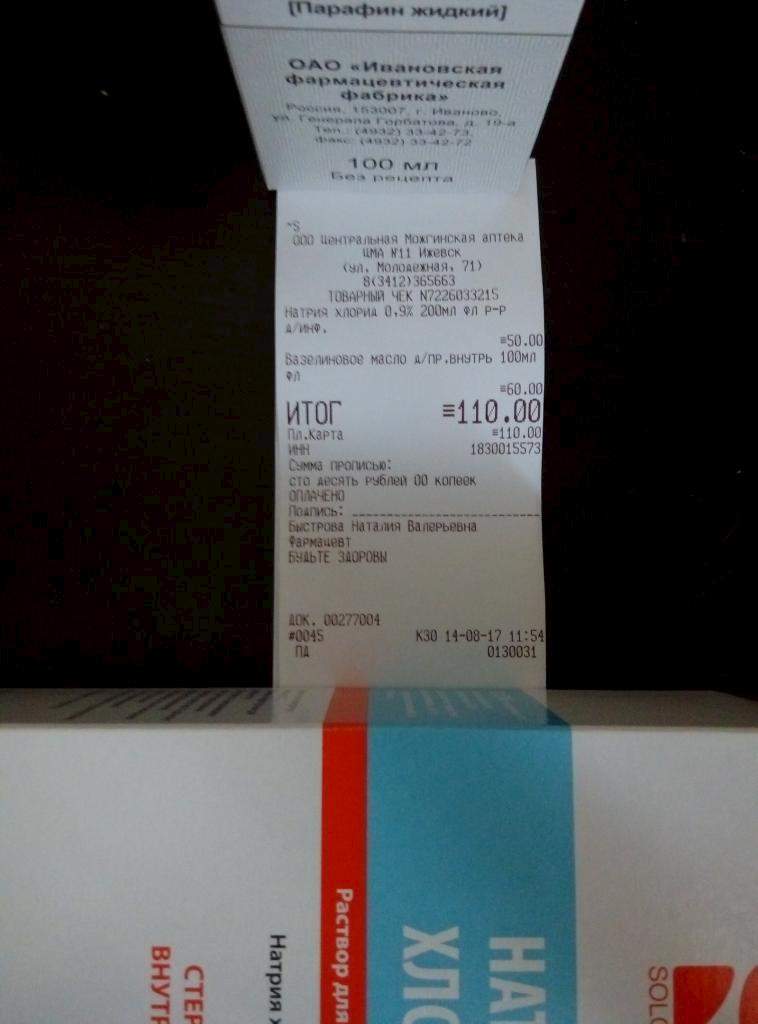 [Парафин жидкий]
ОАО «Ивановская
фармацевтическая
фабрика»
Россия, 153007, г. Иваново,
ул. Генерала Горбатова, д. 19-а
Тел.: (4932) 33-42-73,
факс: (4932) 33-42-72
100 мл
Без рецепта
~S
ООО Центральная Можгинская аптека
ЦМА №11 Ижевск
(ул. Молодежная, 71)
8(3412)365663
ТОВАРНЫЙ ЧЕК N7226033215
Натрия хлорид 0,9% 200мл фл р-р
д/инф.
≡50.00
Вазелиновое масло д/пр.внутрь 100мл
фл
≡60.00
ИТОГ ≡110.00
Пл.Карта ≡110.00
ИНН 1830015573
Сумма прописью:
сто десять рублей 00 копеек
ОПЛАЧЕНО
Подпись:
Быстрова Наталия Валерьевна
Фармацевт
БУДЬТЕ ЗДОРОВЫ
ДОК. 00277004
#0045 К30 14-08-17 11:54
ПД 0130031
СТЕР
ВНУТР
Натрия х
Раствор для
НАТ
ХЛО
SOLO